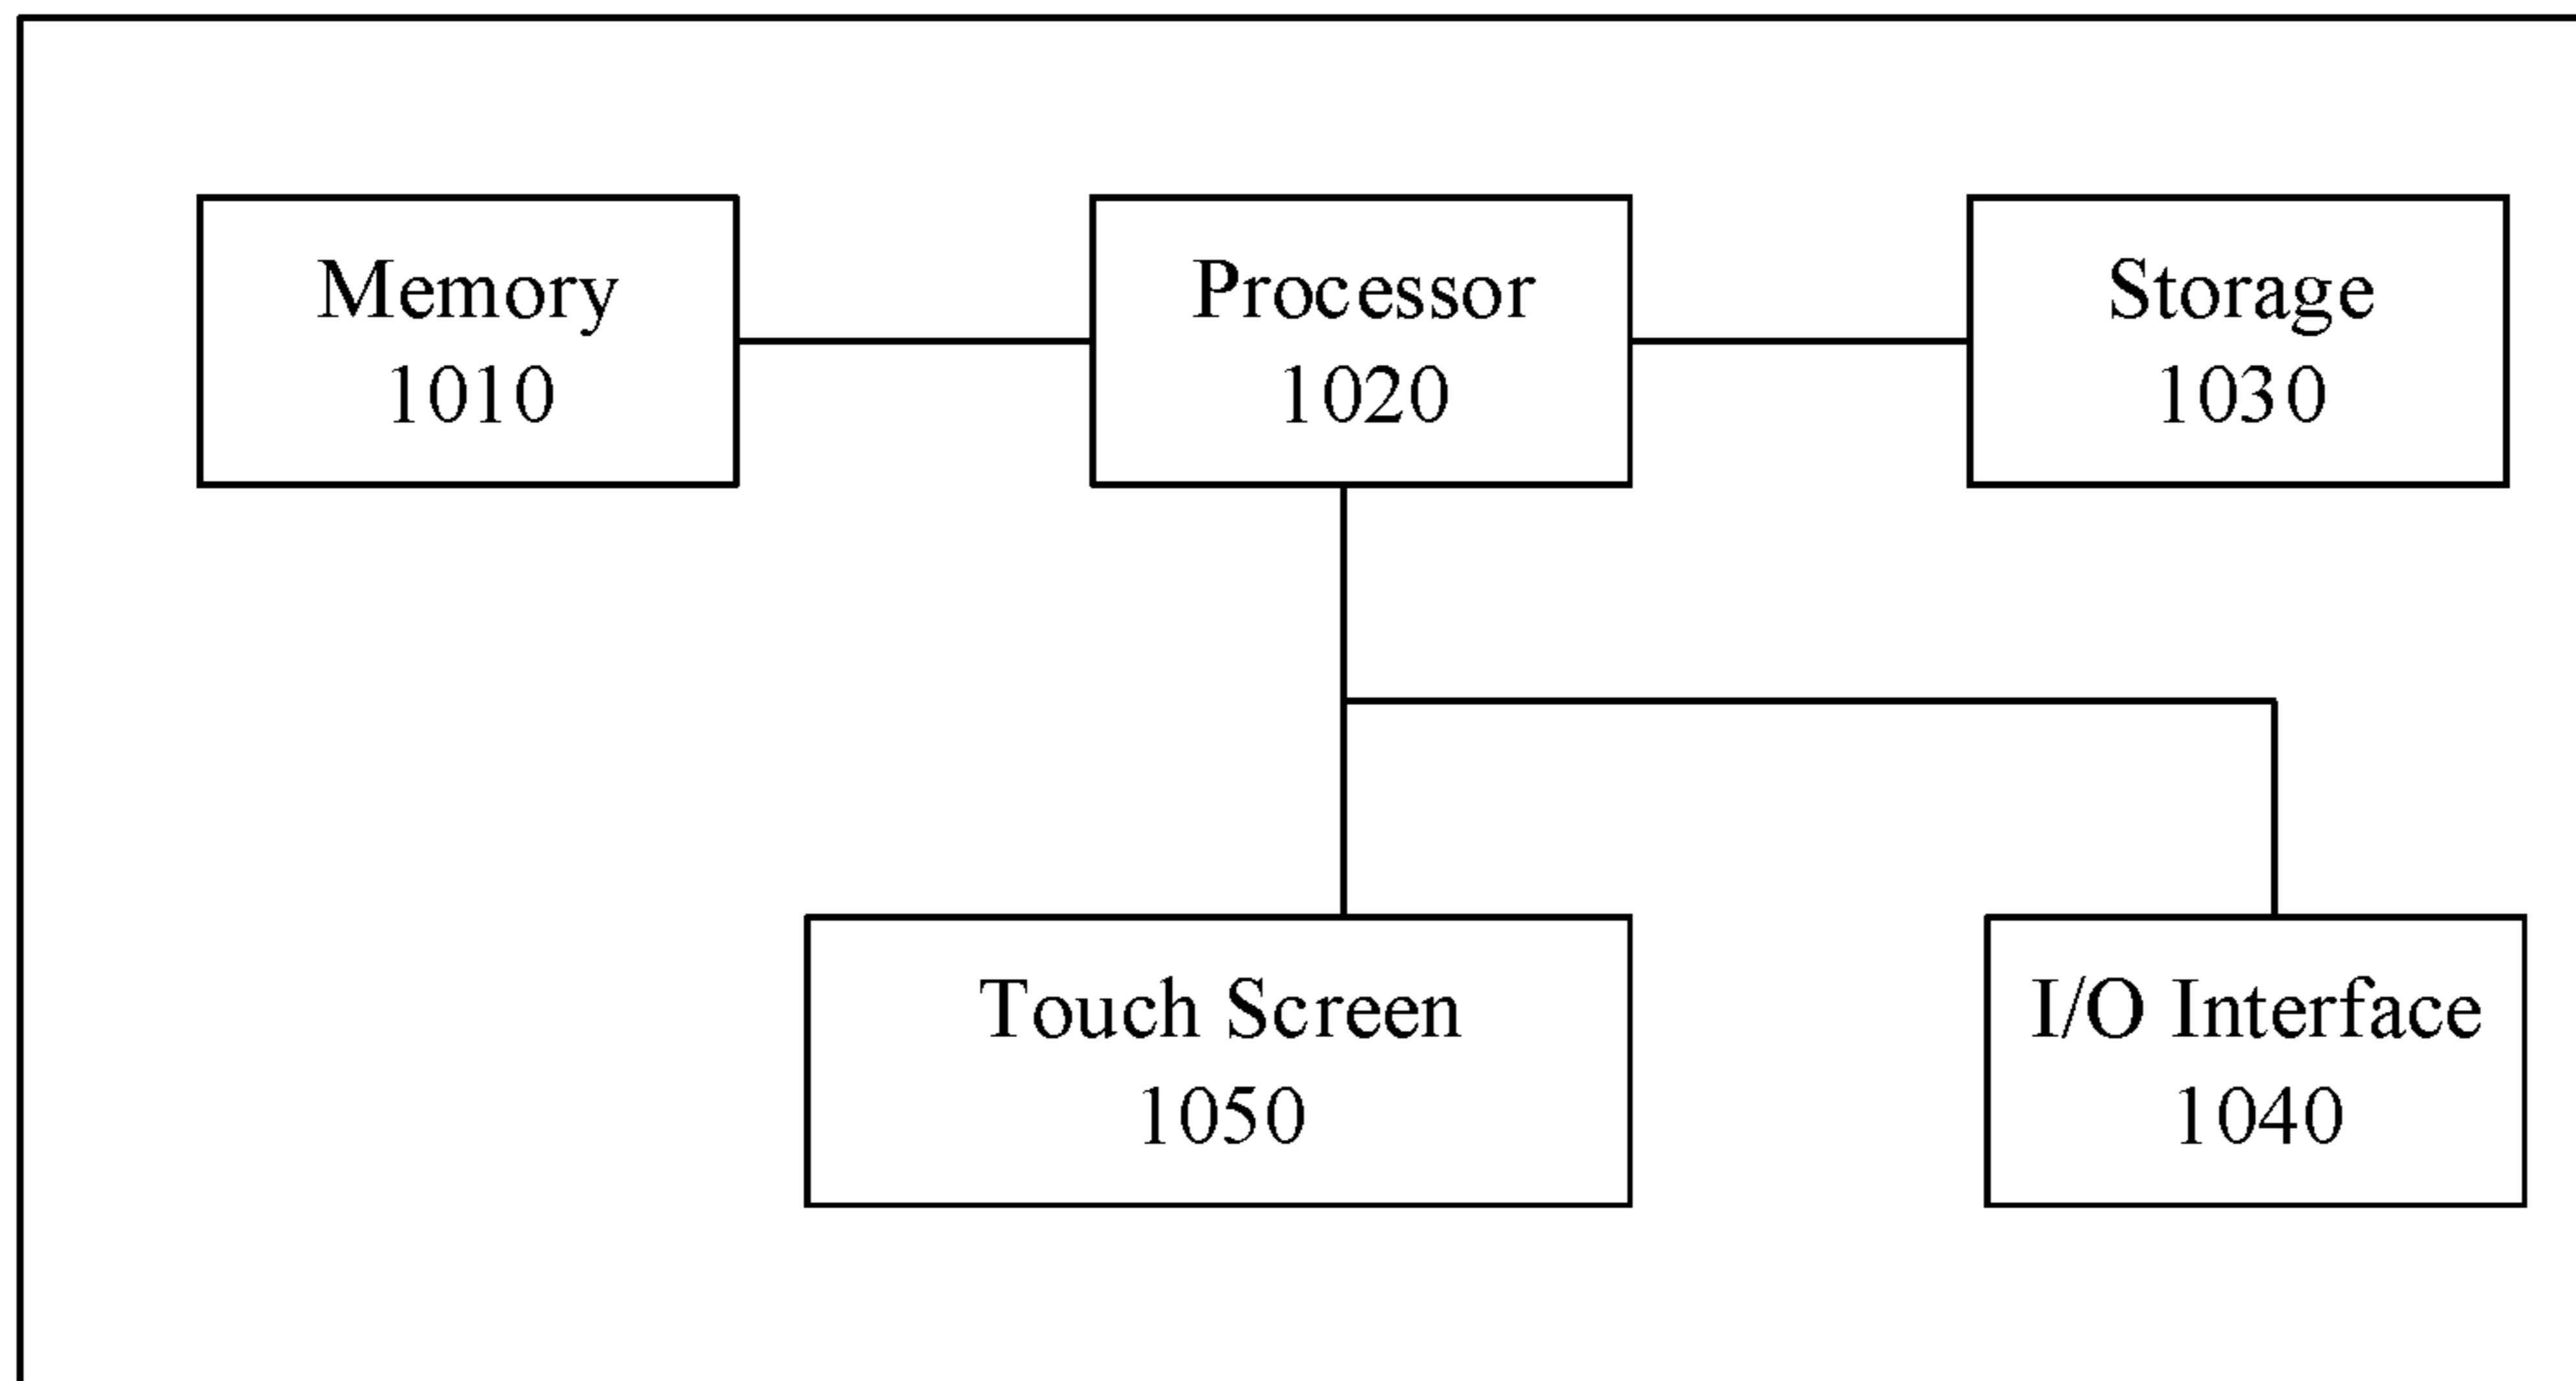 Memory
1010
Processor
1020
Storage
1030
Touch Screen
1050
I/O Interface
1040